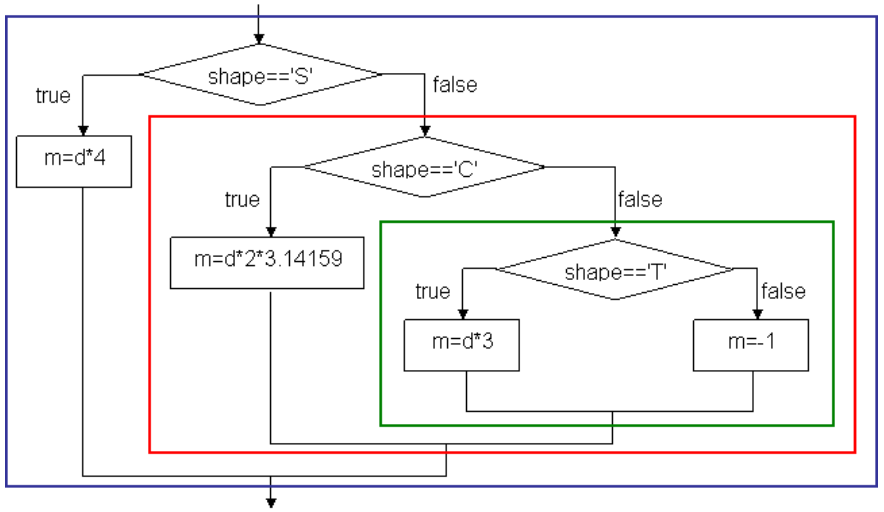 shape=='S'
true
false
m=d*4
shape=='C'
true
false
m=d*2*3.14159
shape=='T'
true
false
m=d*3
m=-1